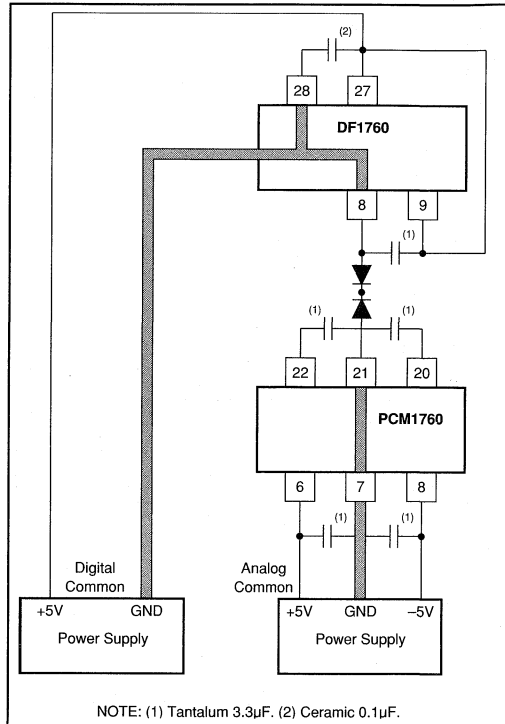 (2)
28 27
DF1760
8 9
(1)
(1) (1)
22 21 20
PCM1760
6 7 8
(1) (1)
Digital Common
Analog Common
+5V GND
+5V GND –5V
Power Supply
Power Supply
NOTE: (1) Tantalum 3.3µF. (2) Ceramic 0.1µF.